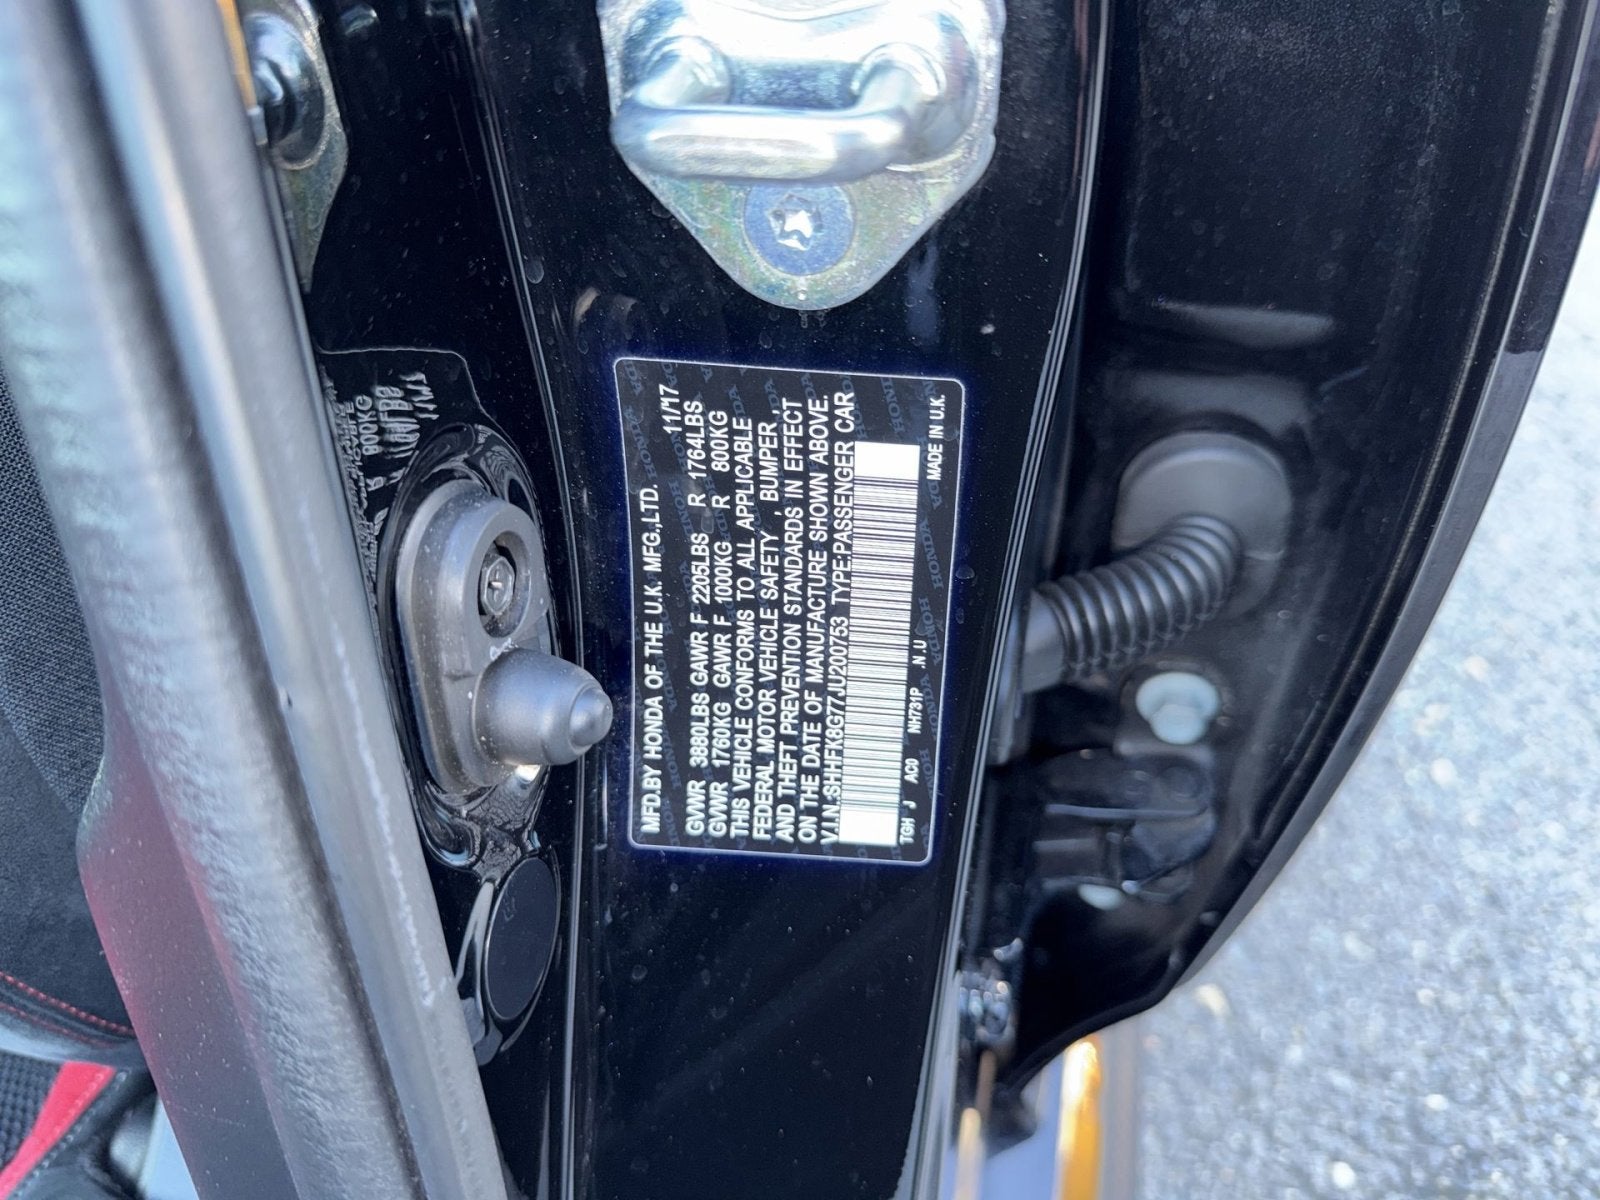 MFD.BY HONDA OF THE U.K. MFG.,LTD. 11/17
GVWR 3880LBS GAWR F 2205LBS R 1764LBS
GVWR 1760KG GAWR F 1000KG R 800KG
THIS VEHICLE CONFORMS TO ALL APPLICABLE
FEDERAL MOTOR VEHICLE SAFETY , BUMPER ,
AND THEFT PREVENTION STANDARDS IN EFFECT
ON THE DATE OF MANUFACTURE SHOWN ABOVE.
V.I.N.:SHHFK8G77JU200753 TYPE:PASSENGER CAR
TGH J AC0 NH731P .N.U MADE IN U.K.
800KG